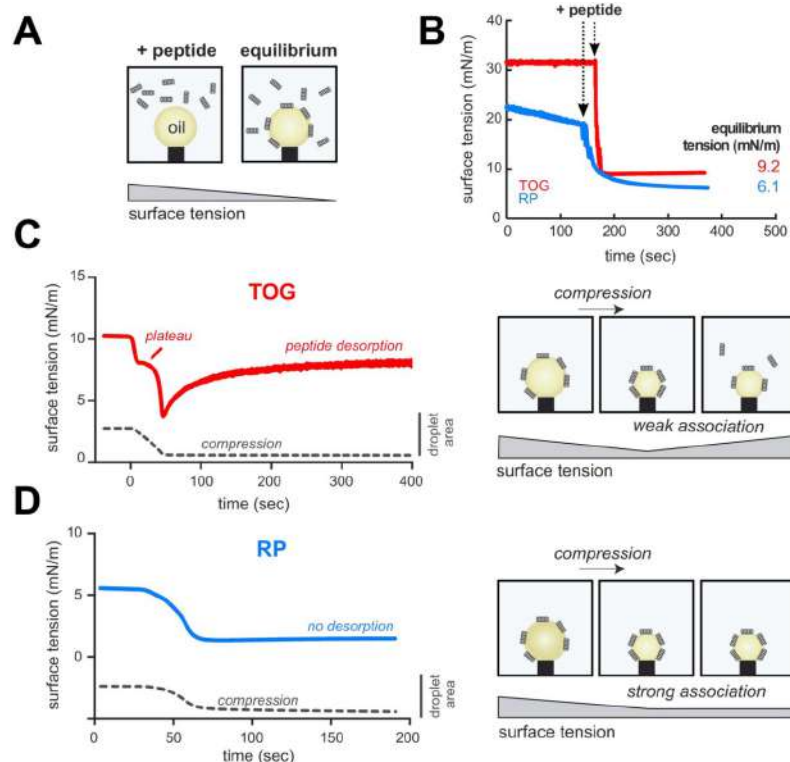 A
+ peptide
equilibrium
oil
surface tension
B
+ peptide
surface tension (mN/m)
40
30
20
10
0
equilibrium
tension (mN/m)
9.2
6.1
TOG
RP
0
100
200
300
400
500
time (sec)
C
TOG
surface tension (mN/m)
15
10
5
0
plateau
peptide desorption
compression
droplet
area
0
100
200
300
400
time (sec)
compression
weak association
surface tension
D
RP
surface tension (mN/m)
10
5
0
no desorption
compression
droplet
area
0
50
100
150
200
time (sec)
compression
strong association
surface tension